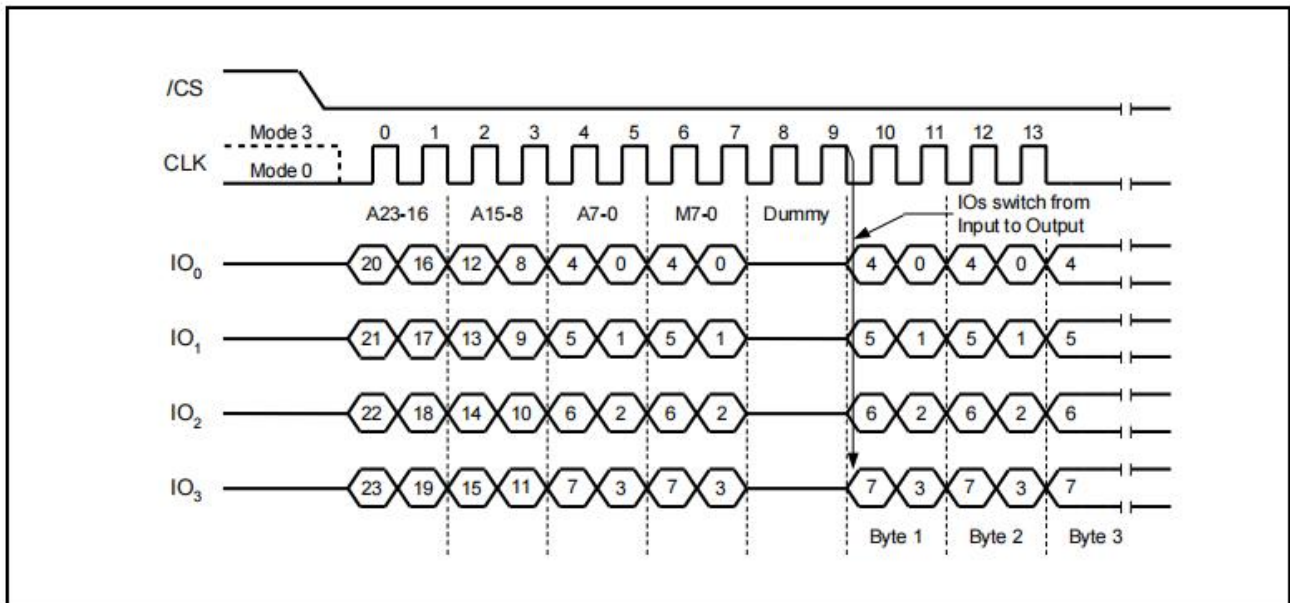 /CS
Mode 3 0 1 2 3 4 5 6 7 8 9 10 11 12 13
CLK
Mode 0
IOs switch from
Input to Output
A23-16 A15-8 A7-0 M7-0 Dummy
IO0 20 16 12 8 4 0 4 0 4 0 4 0 4
IO1 21 17 13 9 5 1 5 1 5 1 5 1 5
IO2 22 18 14 10 6 2 6 2 6 2 6 2 6
IO3 23 19 15 11 7 3 7 3 7 3 7 3 7
Byte 1 Byte 2 Byte 3